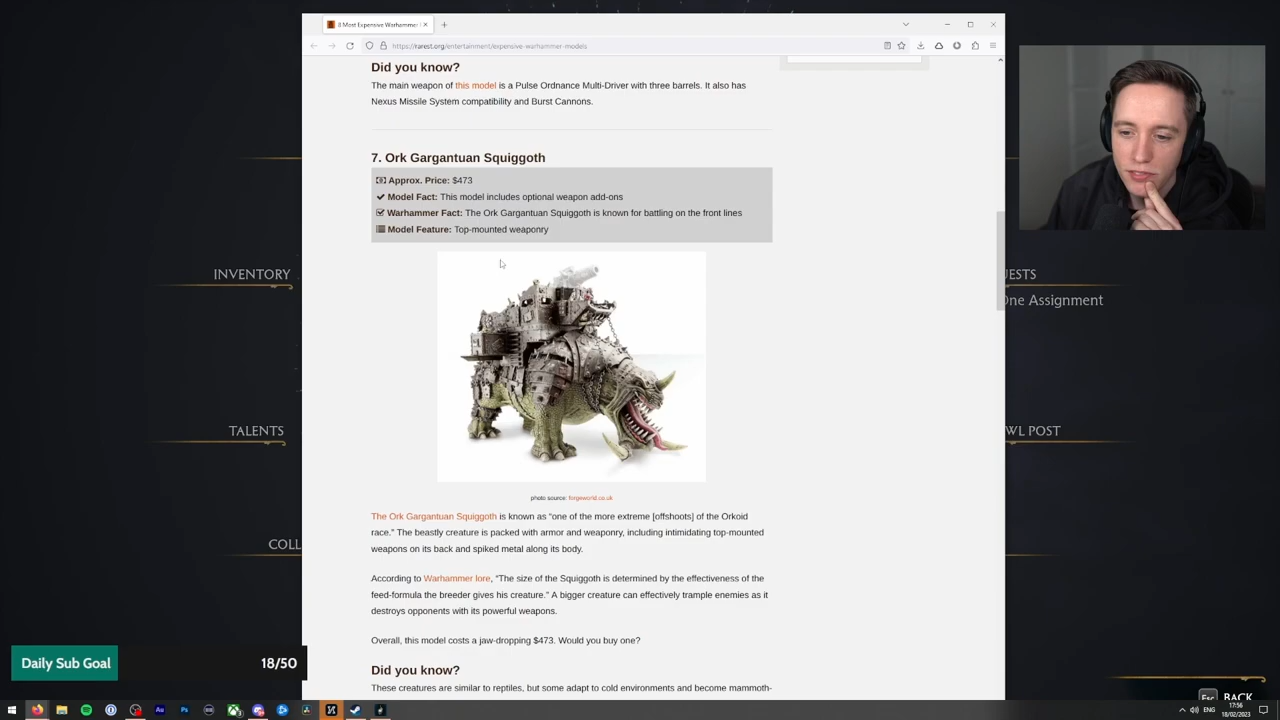 8 Most Expensive Warhammer
https://rarest.org/entertainment/expensive-warhammer-models
Did you know?
The main weapon of this model is a Pulse Ordnance Multi-Driver with three barrels. It also has
Nexus Missile System compatibility and Burst Cannons.
7. Ork Gargantuan Squiggoth
Approx. Price: $473
Model Fact: This model includes optional weapon add-ons
Warhammer Fact: The Ork Gargantuan Squiggoth is known for battling on the front lines
Model Feature: Top-mounted weaponry
INVENTORY
UESTS
One Assignment
TALENTS
WL POST
photo source: forgeworld.co.uk
The Ork Gargantuan Squiggoth is known as “one of the more extreme [offshoots] of the Orkoid
race.” The beastly creature is packed with armor and weaponry, including intimidating top-mounted
weapons on its back and spiked metal along its body.
COLL
According to Warhammer lore, “The size of the Squiggoth is determined by the effectiveness of the
feed-formula the breeder gives his creature.” A bigger creature can effectively trample enemies as it
destroys opponents with its powerful weapons.
Overall, this model costs a jaw-dropping $473. Would you buy one?
Daily Sub Goal 18/50
Did you know?
These creatures are similar to reptiles, but some adapt to cold environments and become mammoth-
Esc BACK
ENG
17:56
18/02/2023